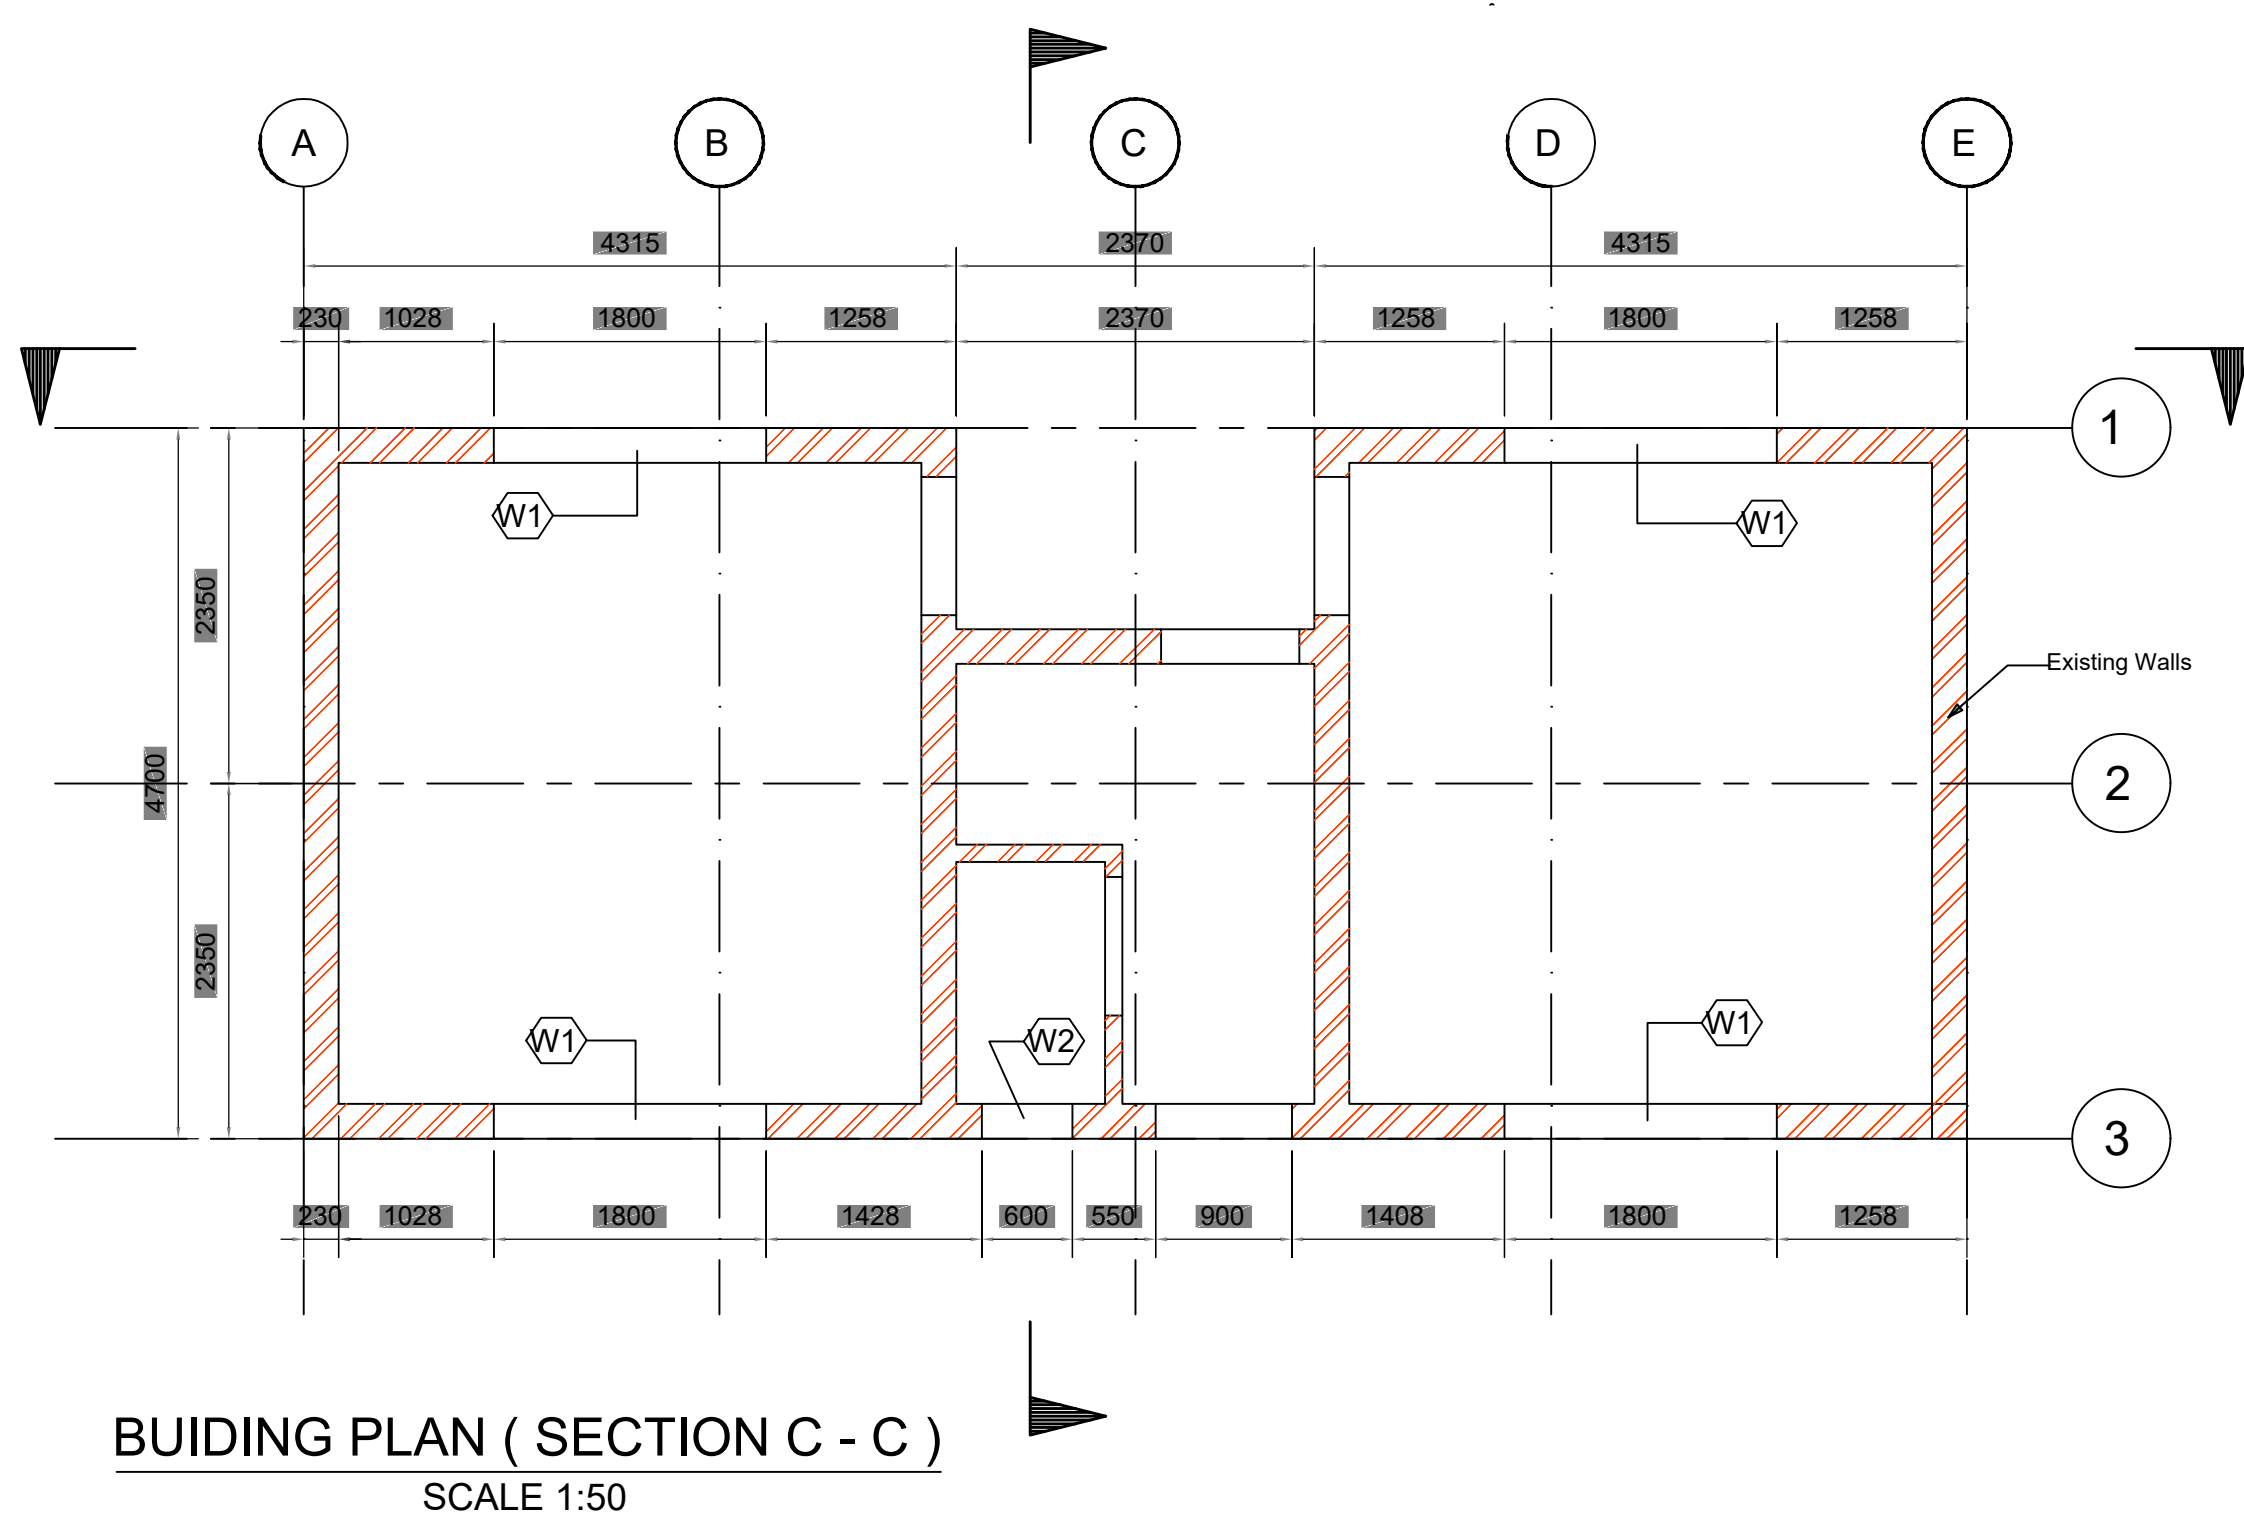 A B C D E
4315 2370 4315
230 1028 1800 1258 2370 1258 1800 1258
1
W1 W1
2350
Existing Walls
4700
2
2350
W1 W2 W1
3
230 1028 1800 1428 600 550 900 1408 1800 1258
BUIDING PLAN ( SECTION C - C )
SCALE 1:50